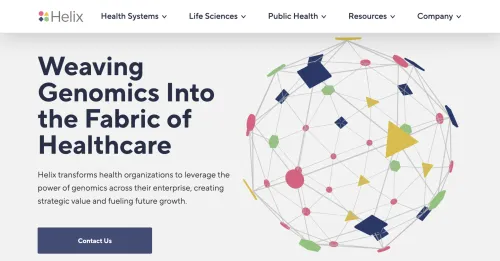 Helix Health Systems Life Sciences Public Health Resources Company
Weaving
Genomics Into
the Fabric of
Healthcare
Helix transforms health organizations to leverage the
power of genomics across their enterprise, creating
strategic value and fueling future growth.
Contact Us